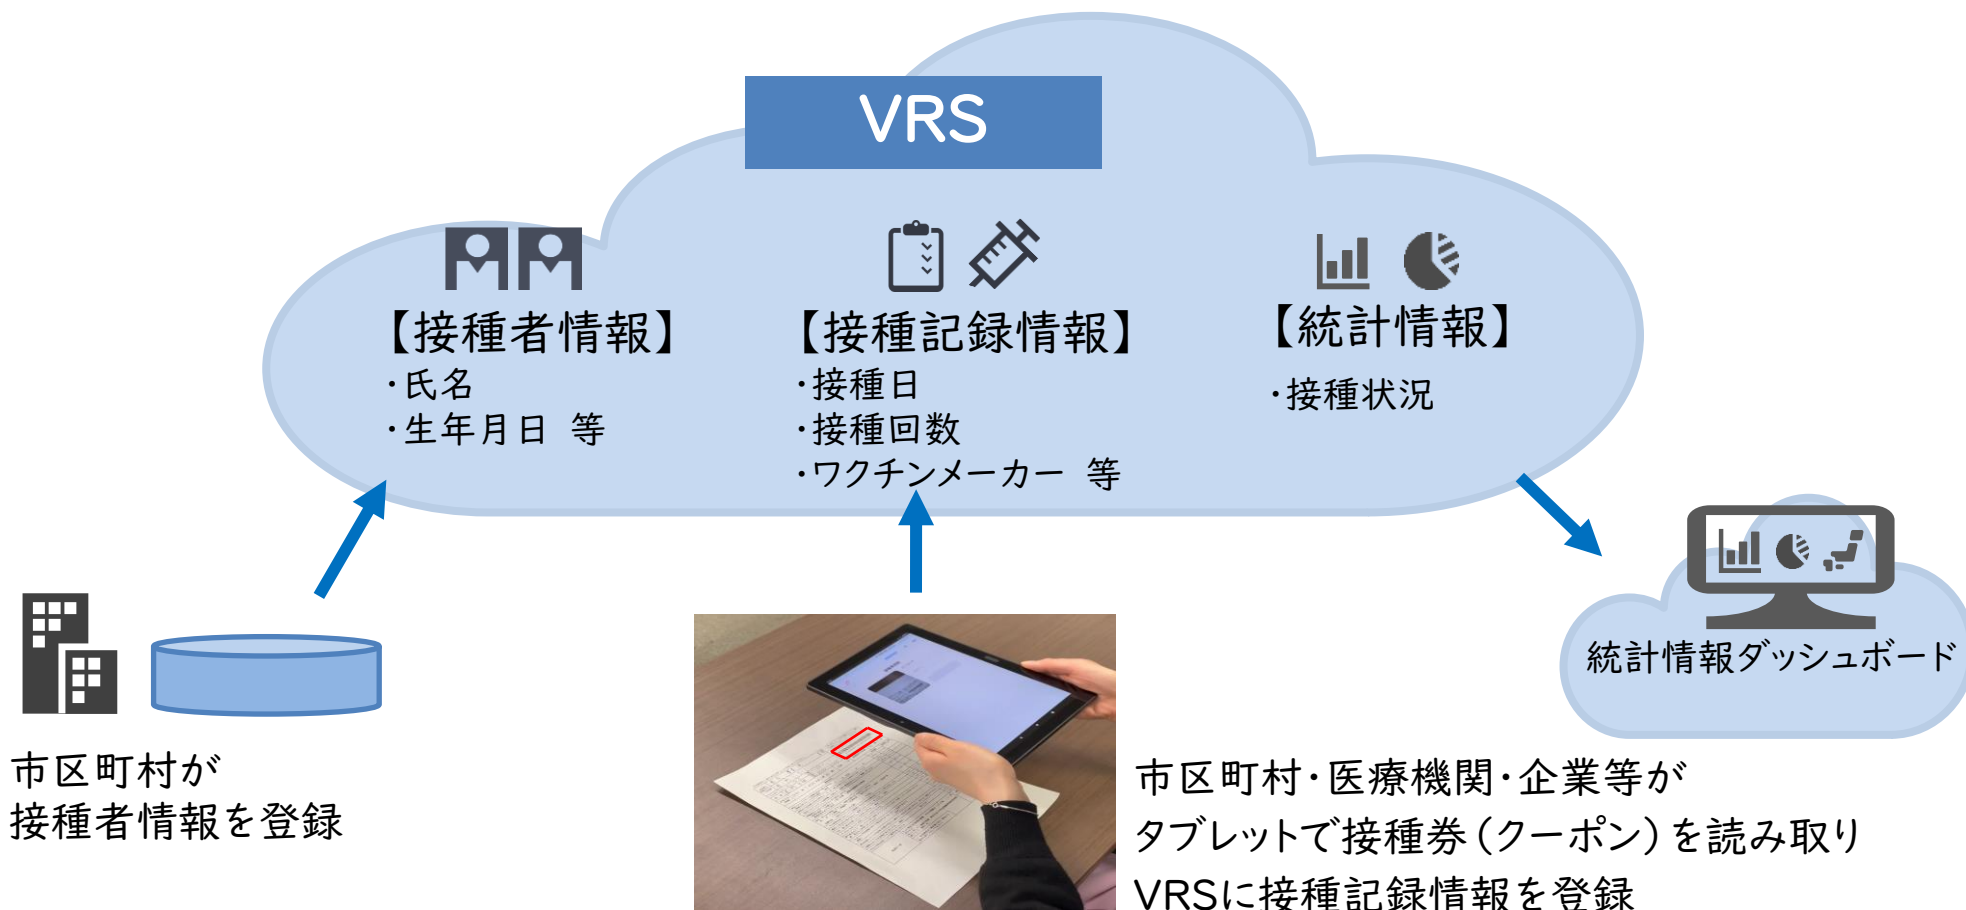 VRS
【接種者情報】
・氏名
・生年月日 等
【接種記録情報】
・接種日
・接種回数
・ワクチンメーカー 等
【統計情報】
・接種状況
統計情報ダッシュボード
市区町村が
接種者情報を登録
市区町村・医療機関・企業等が
タブレットで接種券(クーポン)を読み取り
VRSに接種記録情報を登録